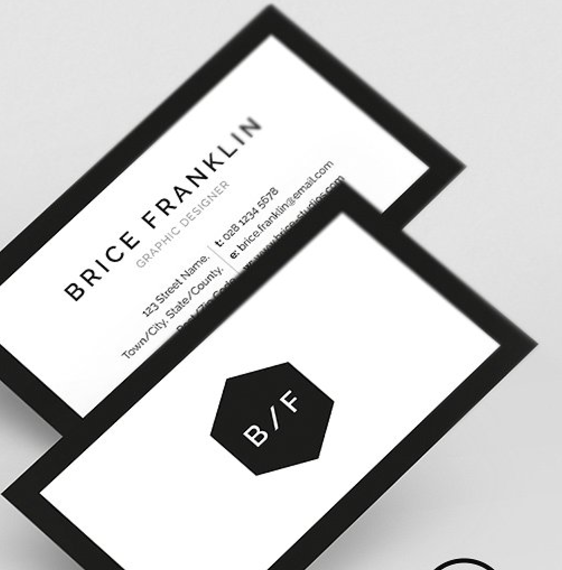 BRICE FRANKLIN
GRAPHIC DESIGNER
123 Street Name.
Town/City. State/County.
t: 028 1234 5678
e: brice.franklin@email.com
B / F